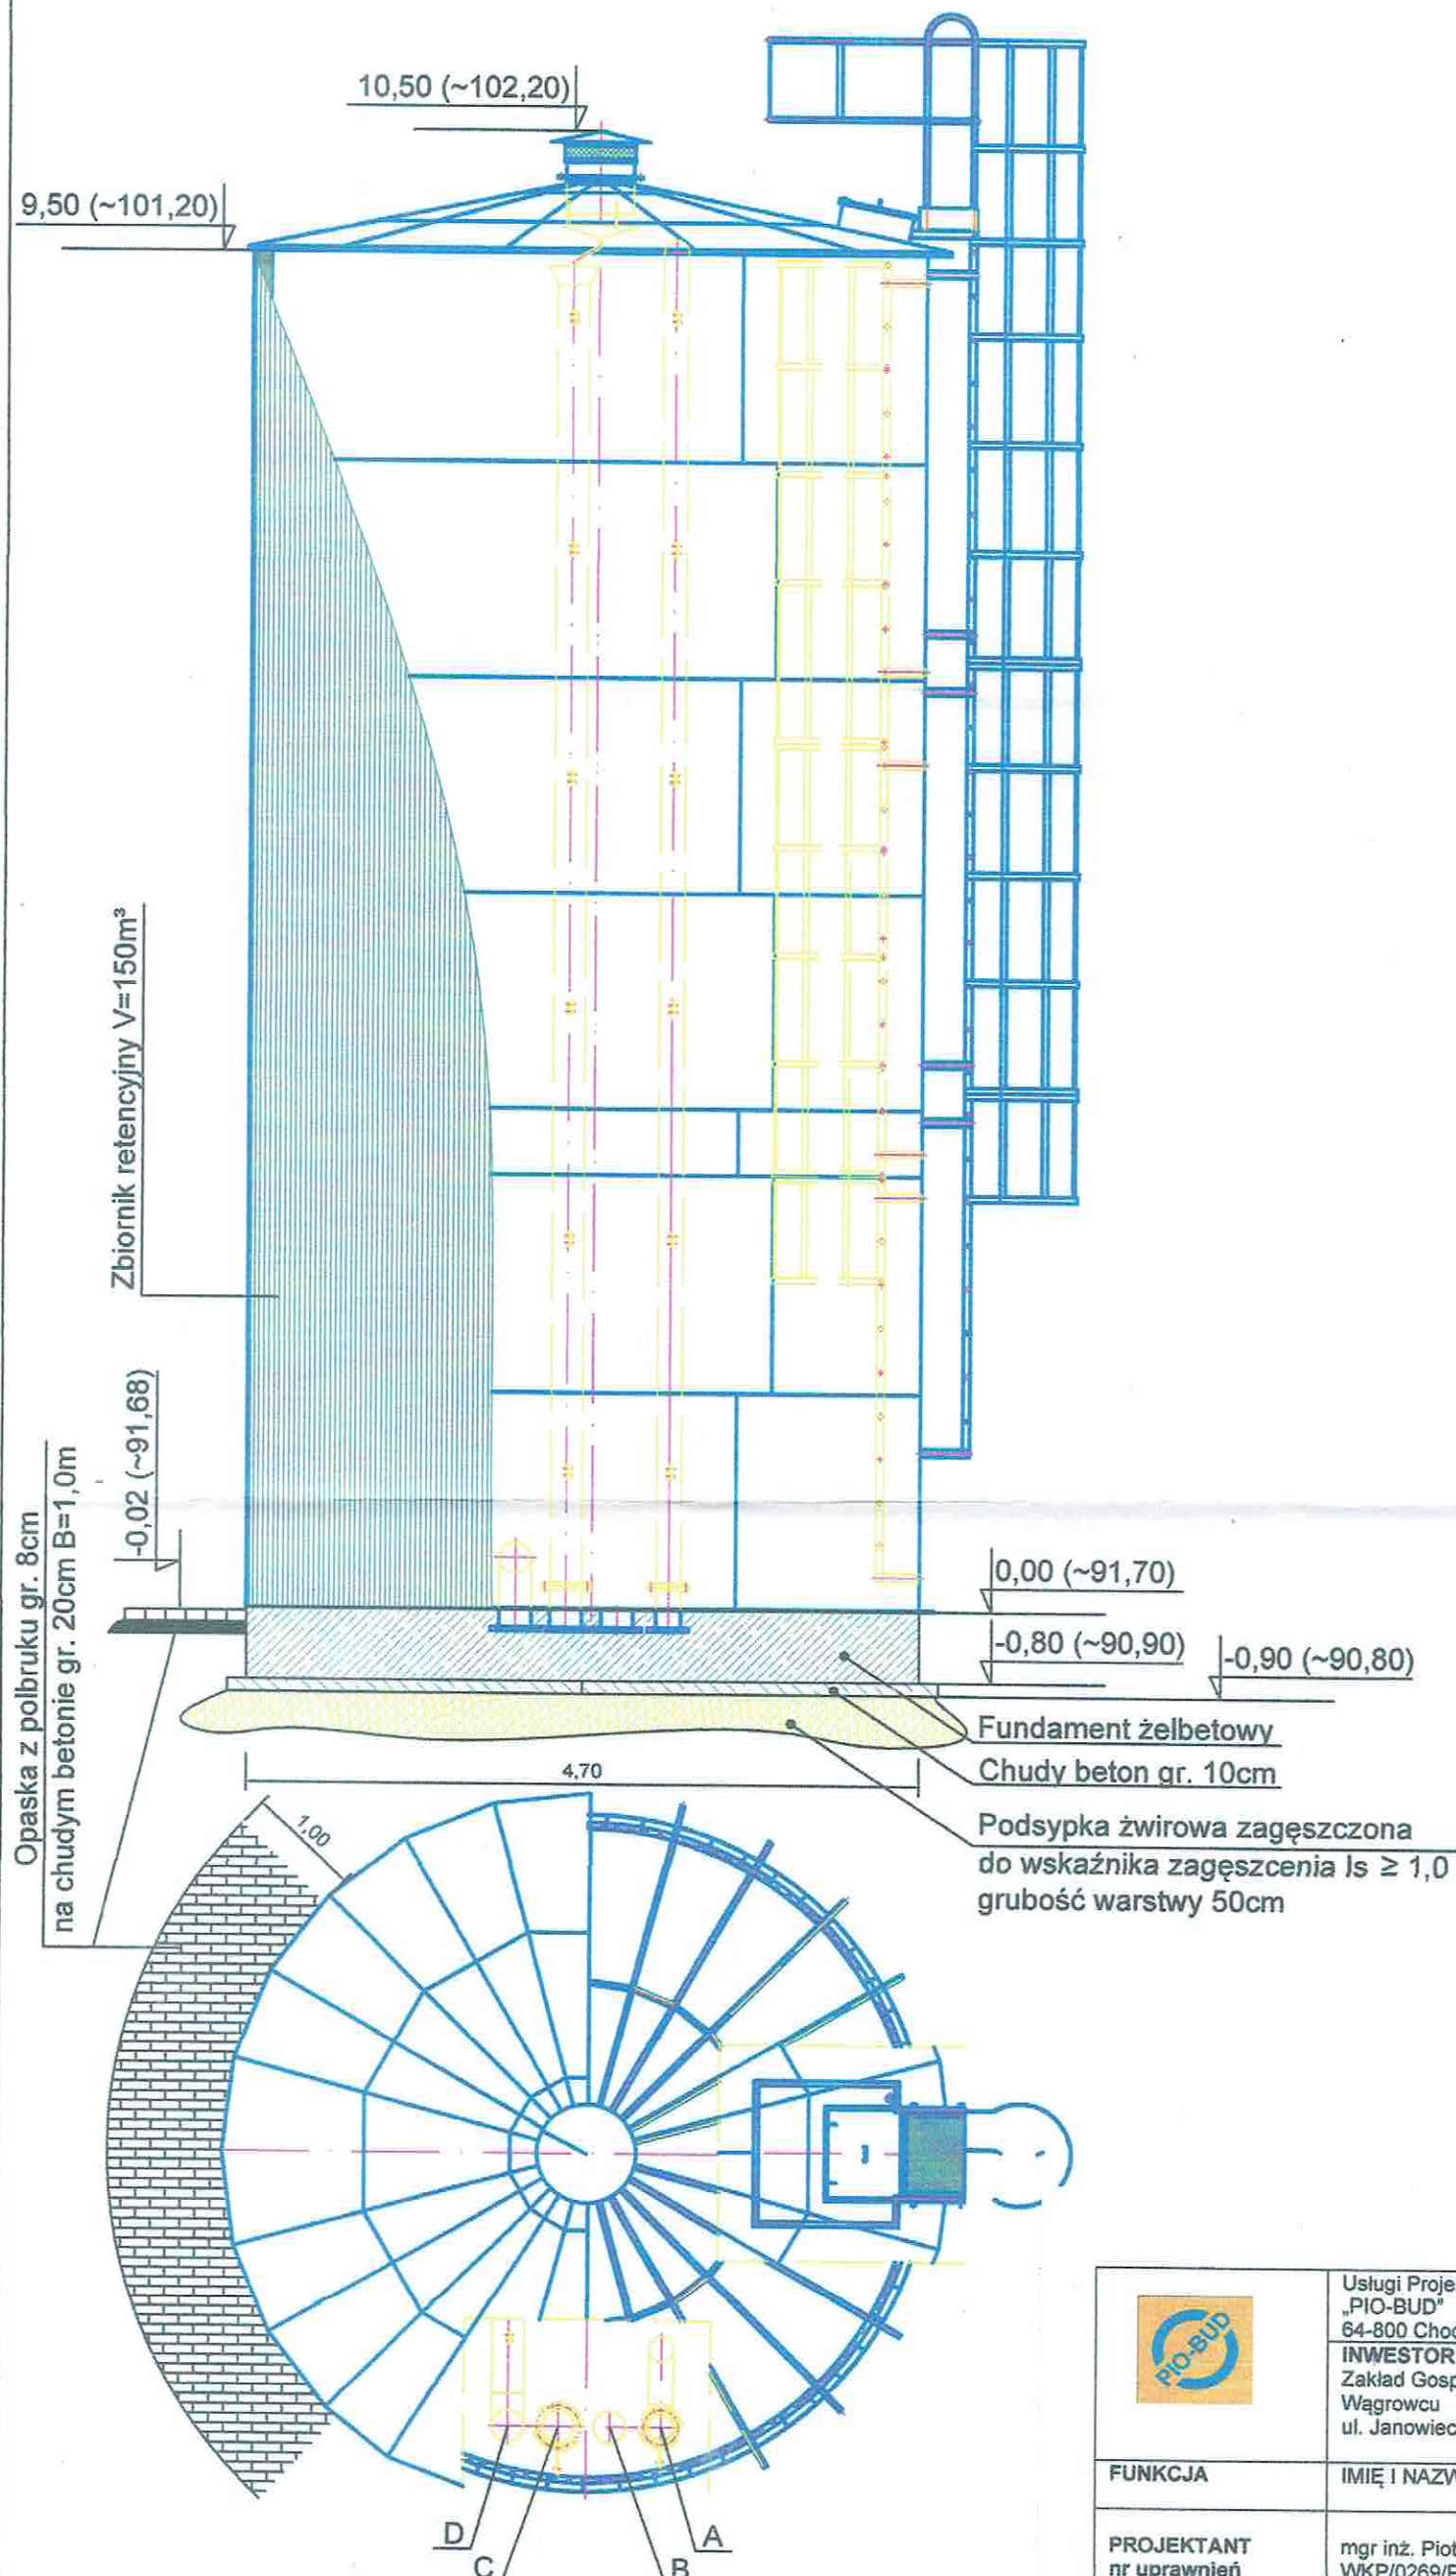 10,50 (~102,20)
9,50 (~101,20)
Zbiornik retencyjny V=150m³
-0,02 (~91,68)
Opaska z polbruku gr. 8cm
na chudym betonie gr. 20cm B=1,0m
0,00 (~91,70)
-0,80 (~90,90)
-0,90 (~90,80)
Fundament żelbetowy
Chudy beton gr. 10cm
Podsypka żwirowa zagęszczona
do wskaźnika zagęszcenia Is ≥ 1,0
grubość warstwy 50cm
4,70
1,00
D
C
B
A
PIO-BUD
Usługi Proje
„PIO-BUD”
64-800 Choc
INWESTOR
Zakład Gosp
Wągrowcu
ul. Janowiec
FUNKCJA
IMIĘ I NAZW
PROJEKTANT
nr uprawnień
mgr inż. Piot
WKP/0269/P